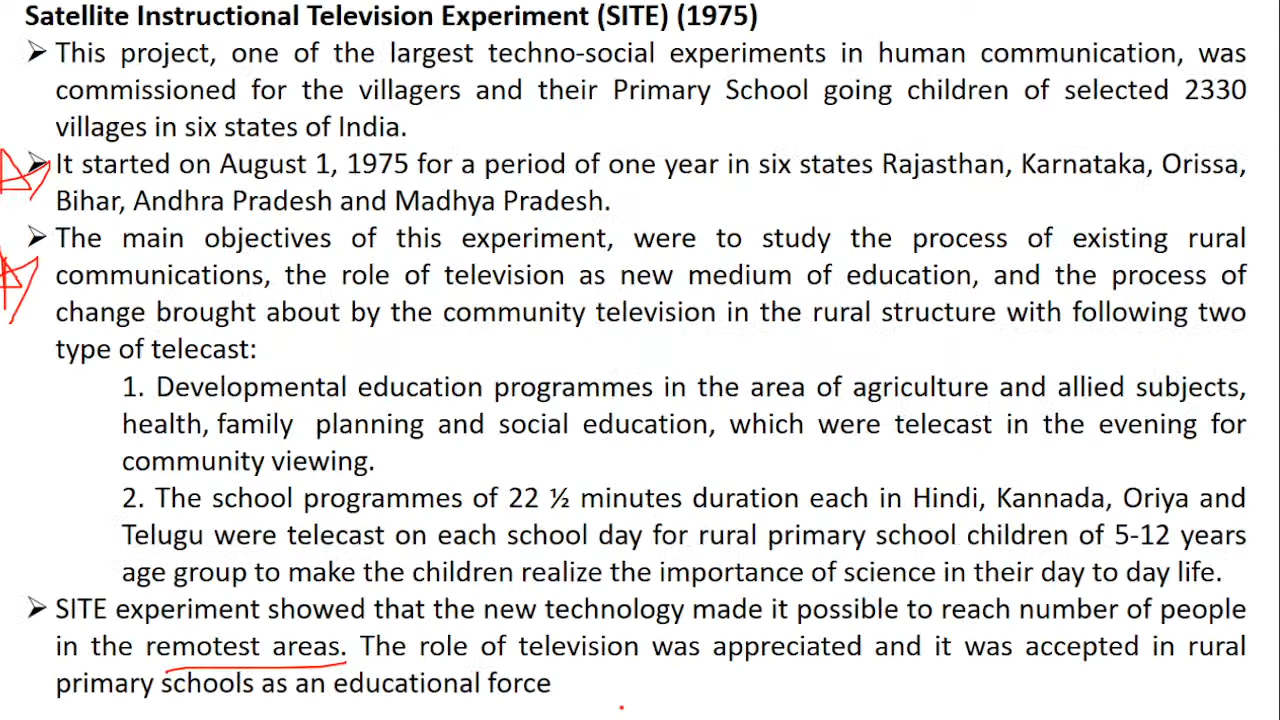 Satellite Instructional Television Experiment (SITE) (1975)
➢ This project, one of the largest techno-social experiments in human communication, was
commissioned for the villagers and their Primary School going children of selected 2330
villages in six states of India.
➢ It started on August 1, 1975 for a period of one year in six states Rajasthan, Karnataka, Orissa,
Bihar, Andhra Pradesh and Madhya Pradesh.
➢ The main objectives of this experiment, were to study the process of existing rural
communications, the role of television as new medium of education, and the process of
change brought about by the community television in the rural structure with following two
type of telecast:
1. Developmental education programmes in the area of agriculture and allied subjects,
health, family planning and social education, which were telecast in the evening for
community viewing.
2. The school programmes of 22 ½ minutes duration each in Hindi, Kannada, Oriya and
Telugu were telecast on each school day for rural primary school children of 5-12 years
age group to make the children realize the importance of science in their day to day life.
➢ SITE experiment showed that the new technology made it possible to reach number of people
in the remotest areas. The role of television was appreciated and it was accepted in rural
primary schools as an educational force